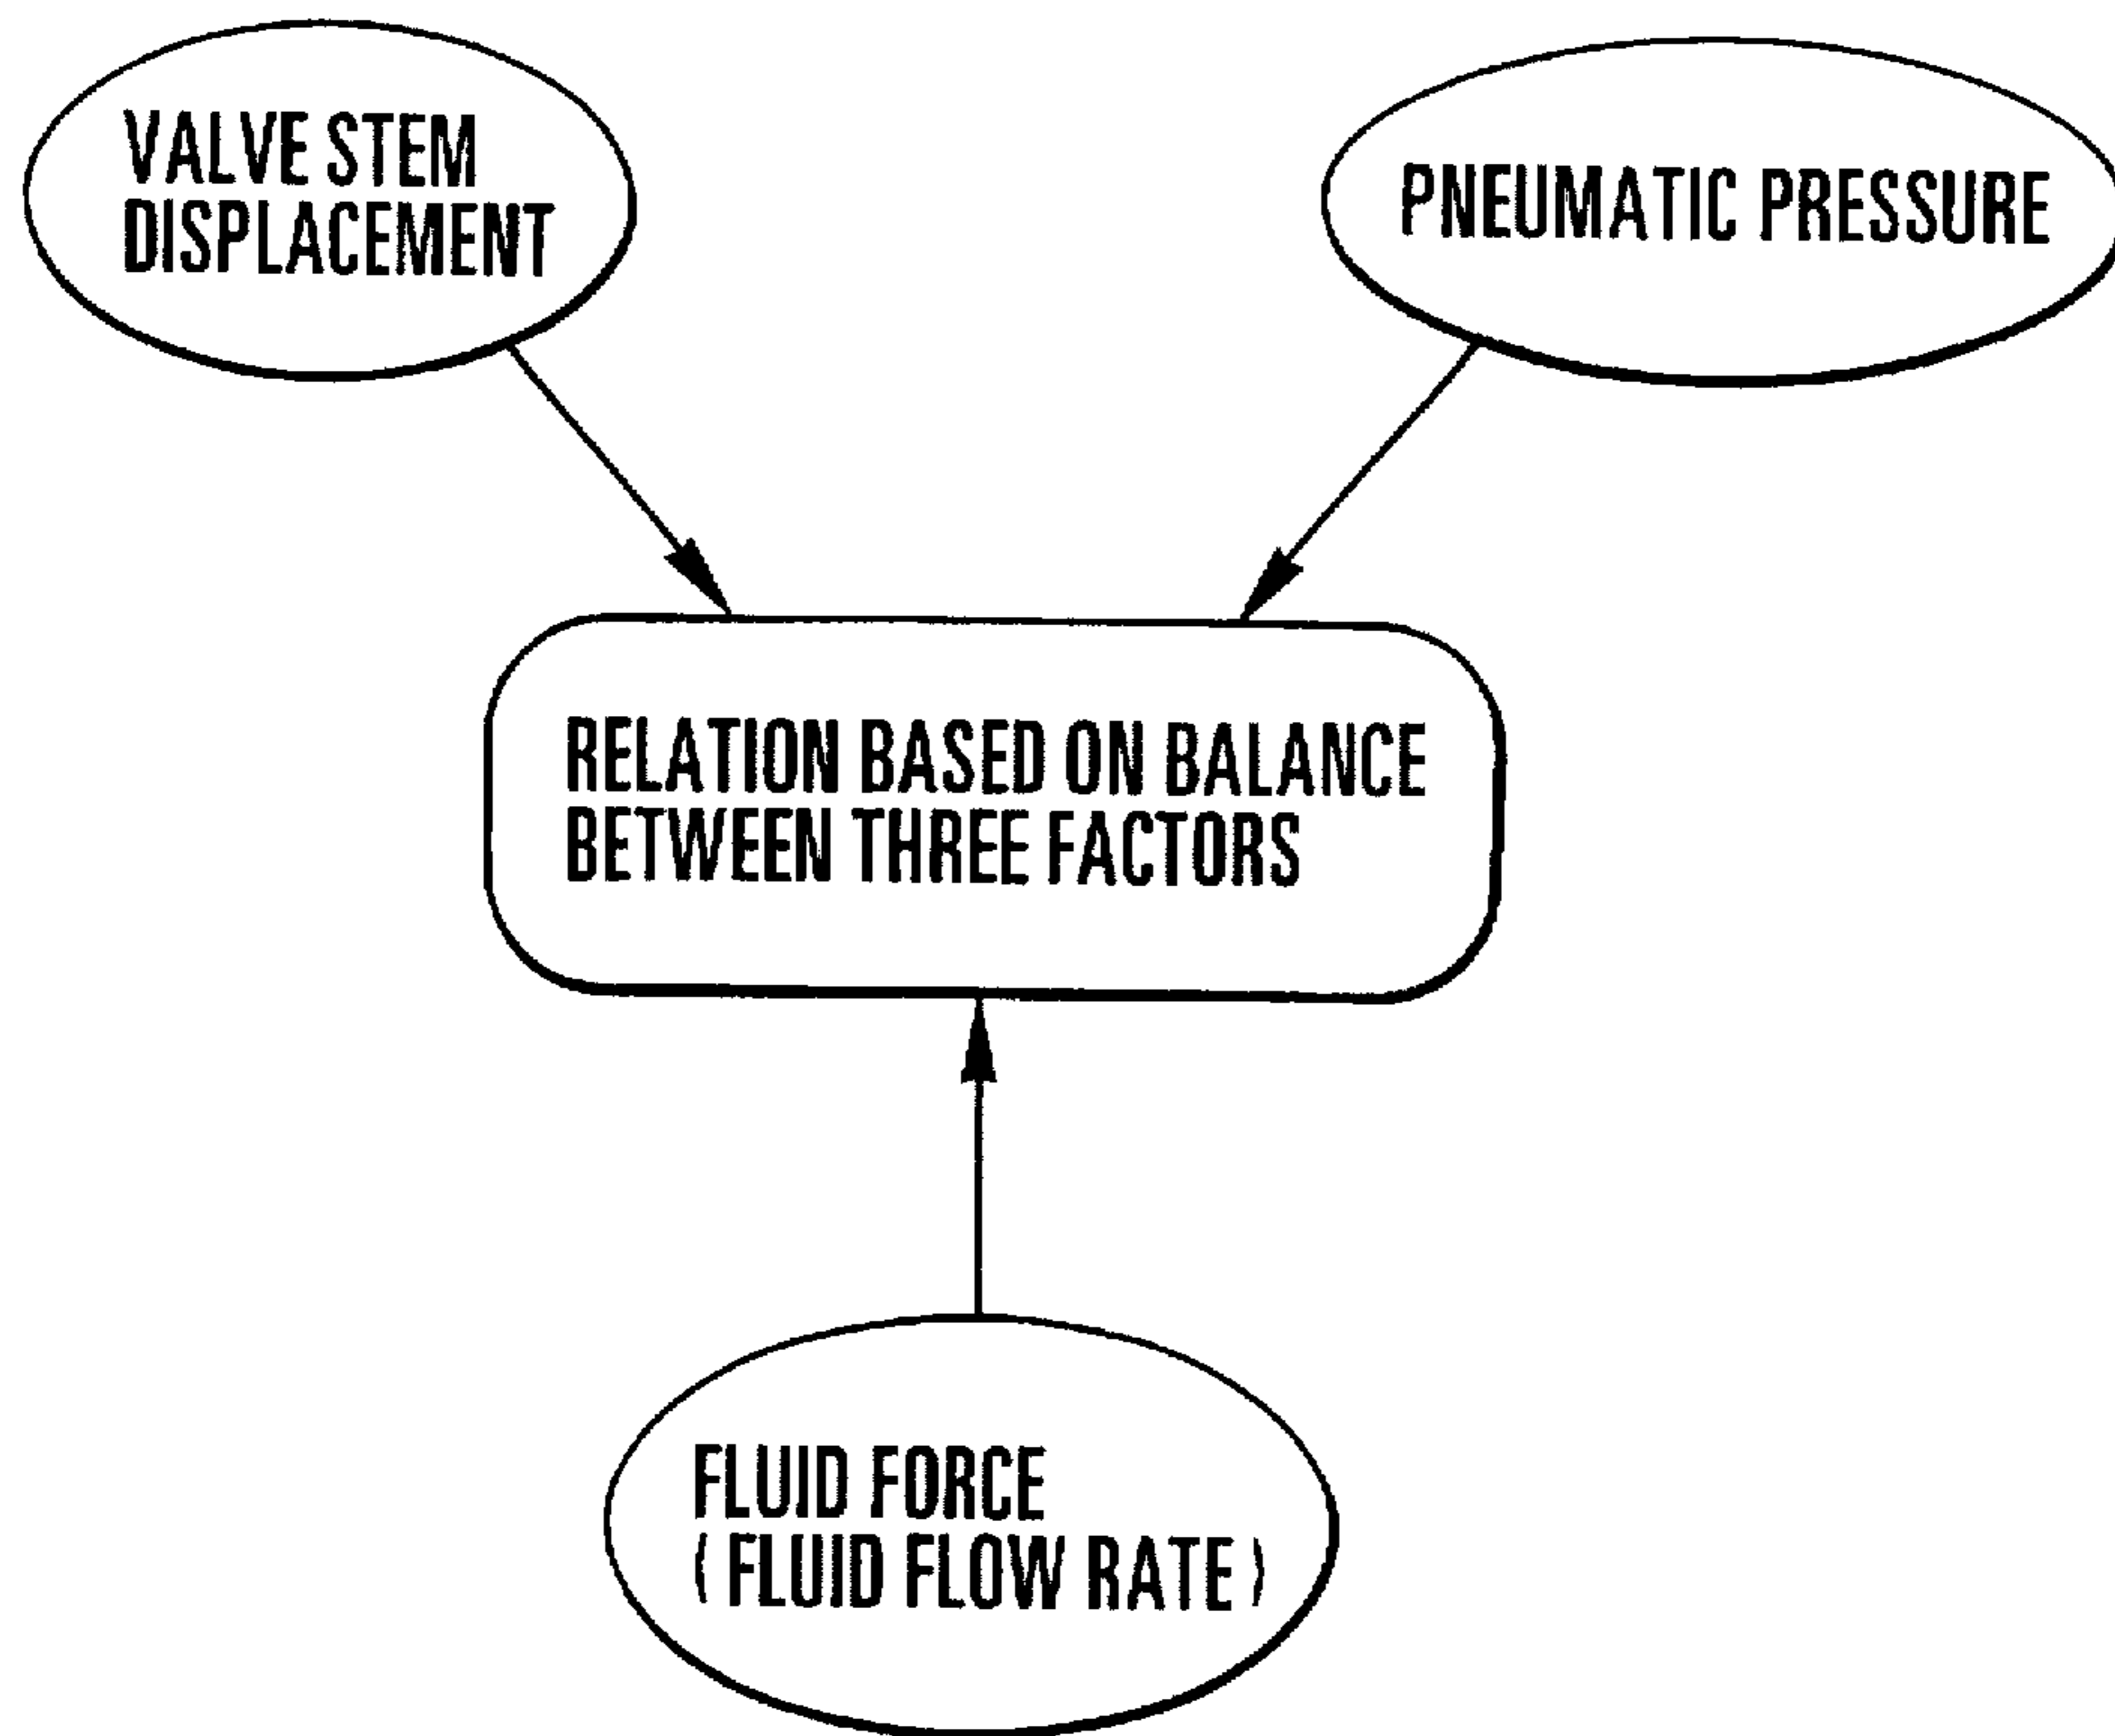 VALVE STEM
DISPLACEMENT
PNEUMATIC PRESSURE
RELATION BASED ON BALANCE
BETWEEN THREE FACTORS
FLUID FORCE
( FLUID FLOW RATE )